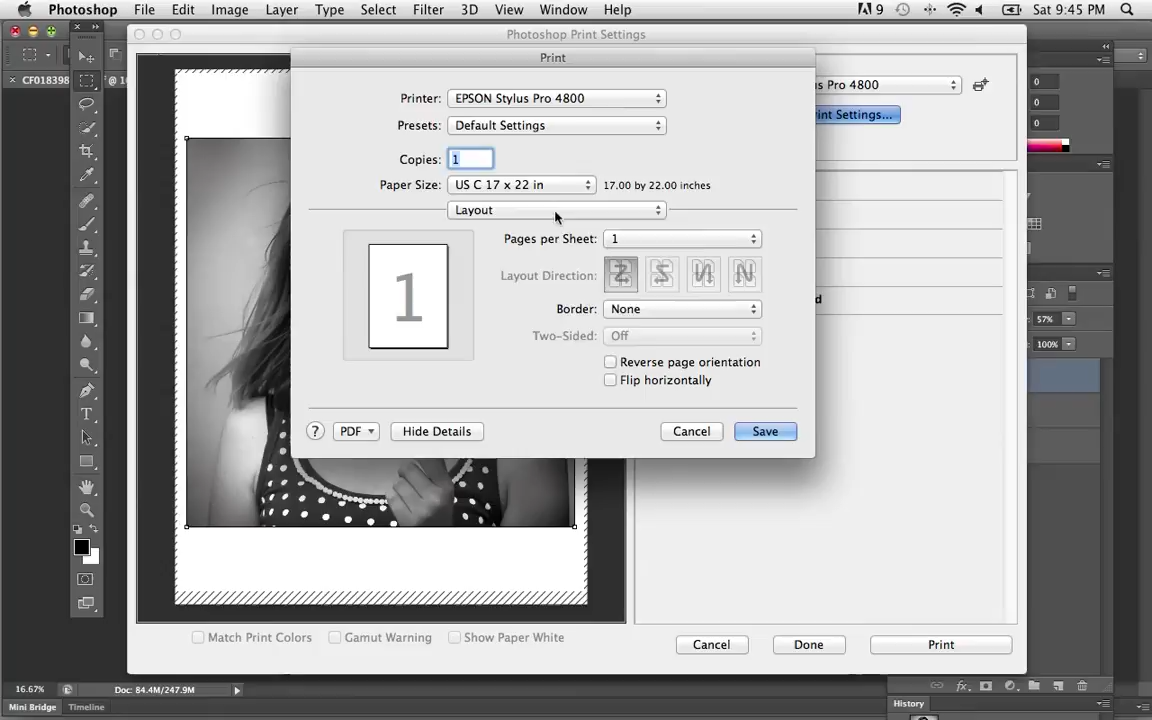 Photoshop File Edit Image Layer Type Select Filter 3D View Window Help 9 Sat 9:45 PM
Photoshop Print Settings
Print
CF018398
Printer: EPSON Stylus Pro 4800
us Pro 4800
Presets: Default Settings
rint Settings...
Copies: 1
Paper Size: US C 17 x 22 in 17.00 by 22.00 inches
Layout
Pages per Sheet: 1
Layout Direction:
1
Border: None
Two-Sided: Off
Reverse page orientation
Flip horizontally
? PDF Hide Details Cancel Save
0
0
0
57%
100%
Match Print Colors Gamut Warning Show Paper White
Cancel Done Print
16.67% Doc: 84.4M/247.9M
Mini Bridge Timeline
History